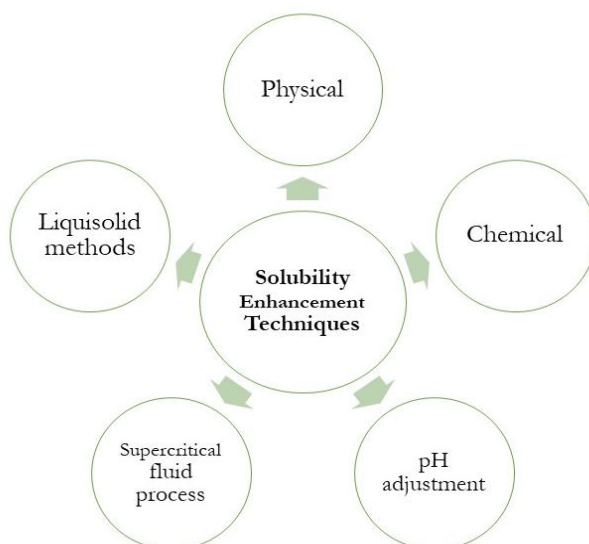 Physical
Liquisolid
methods
Chemical
Solubility
Enhancement
Techniques
Supercritical
fluid
process
pH
adjustment